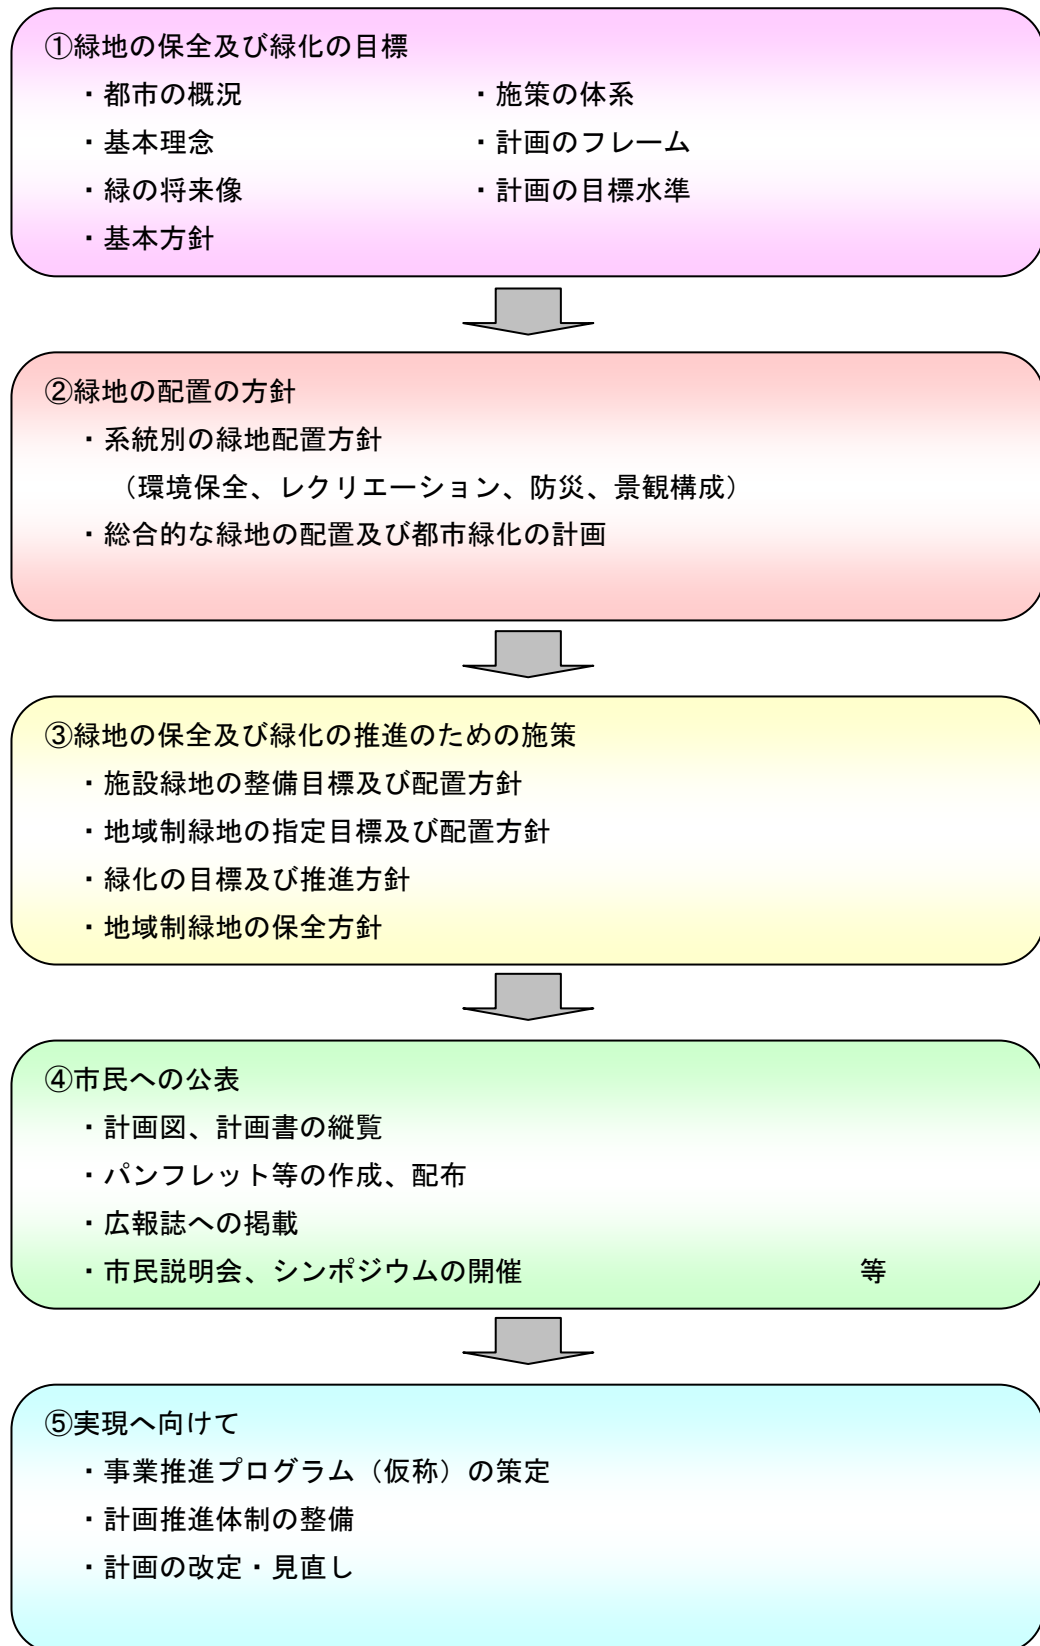 ①緑地の保全及び緑化の目標
・都市の概況
・基本理念
・緑の将来像
・基本方針
・施策の体系
・計画のフレーム
・計画の目標水準
②緑地の配置の方針
・系統別の緑地配置方針
（環境保全、レクリエーション、防災、景観構成）
・総合的な緑地の配置及び都市緑化の計画
③緑地の保全及び緑化の推進のための施策
・施設緑地の整備目標及び配置方針
・地域制緑地の指定目標及び配置方針
・緑化の目標及び推進方針
・地域制緑地の保全方針
④市民への公表
・計画図、計画書の縦覧
・パンフレット等の作成、配布
・広報誌への掲載
・市民説明会、シンポジウムの開催　等
⑤実現へ向けて
・事業推進プログラム（仮称）の策定
・計画推進体制の整備
・計画の改定・見直し